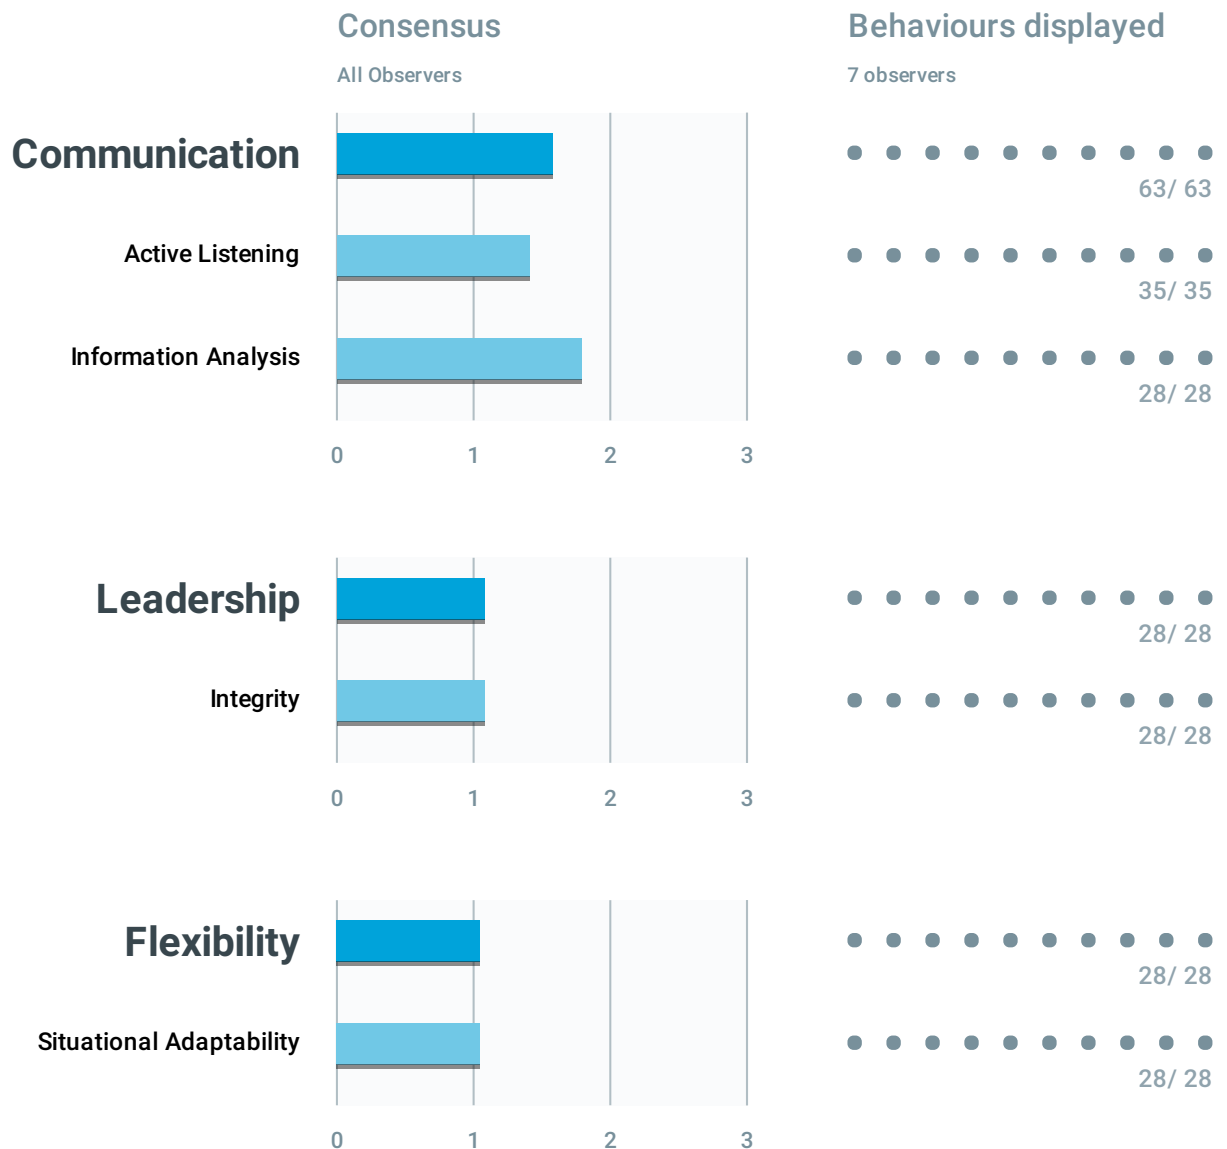 Consensus
Behaviours displayed
All Observers
7 observers
Communication
63/ 63
Active Listening
35/ 35
Information Analysis
28/ 28
0 1 2 3
Leadership
28/ 28
Integrity
28/ 28
0 1 2 3
Flexibility
28/ 28
Situational Adaptability
28/ 28
0 1 2 3